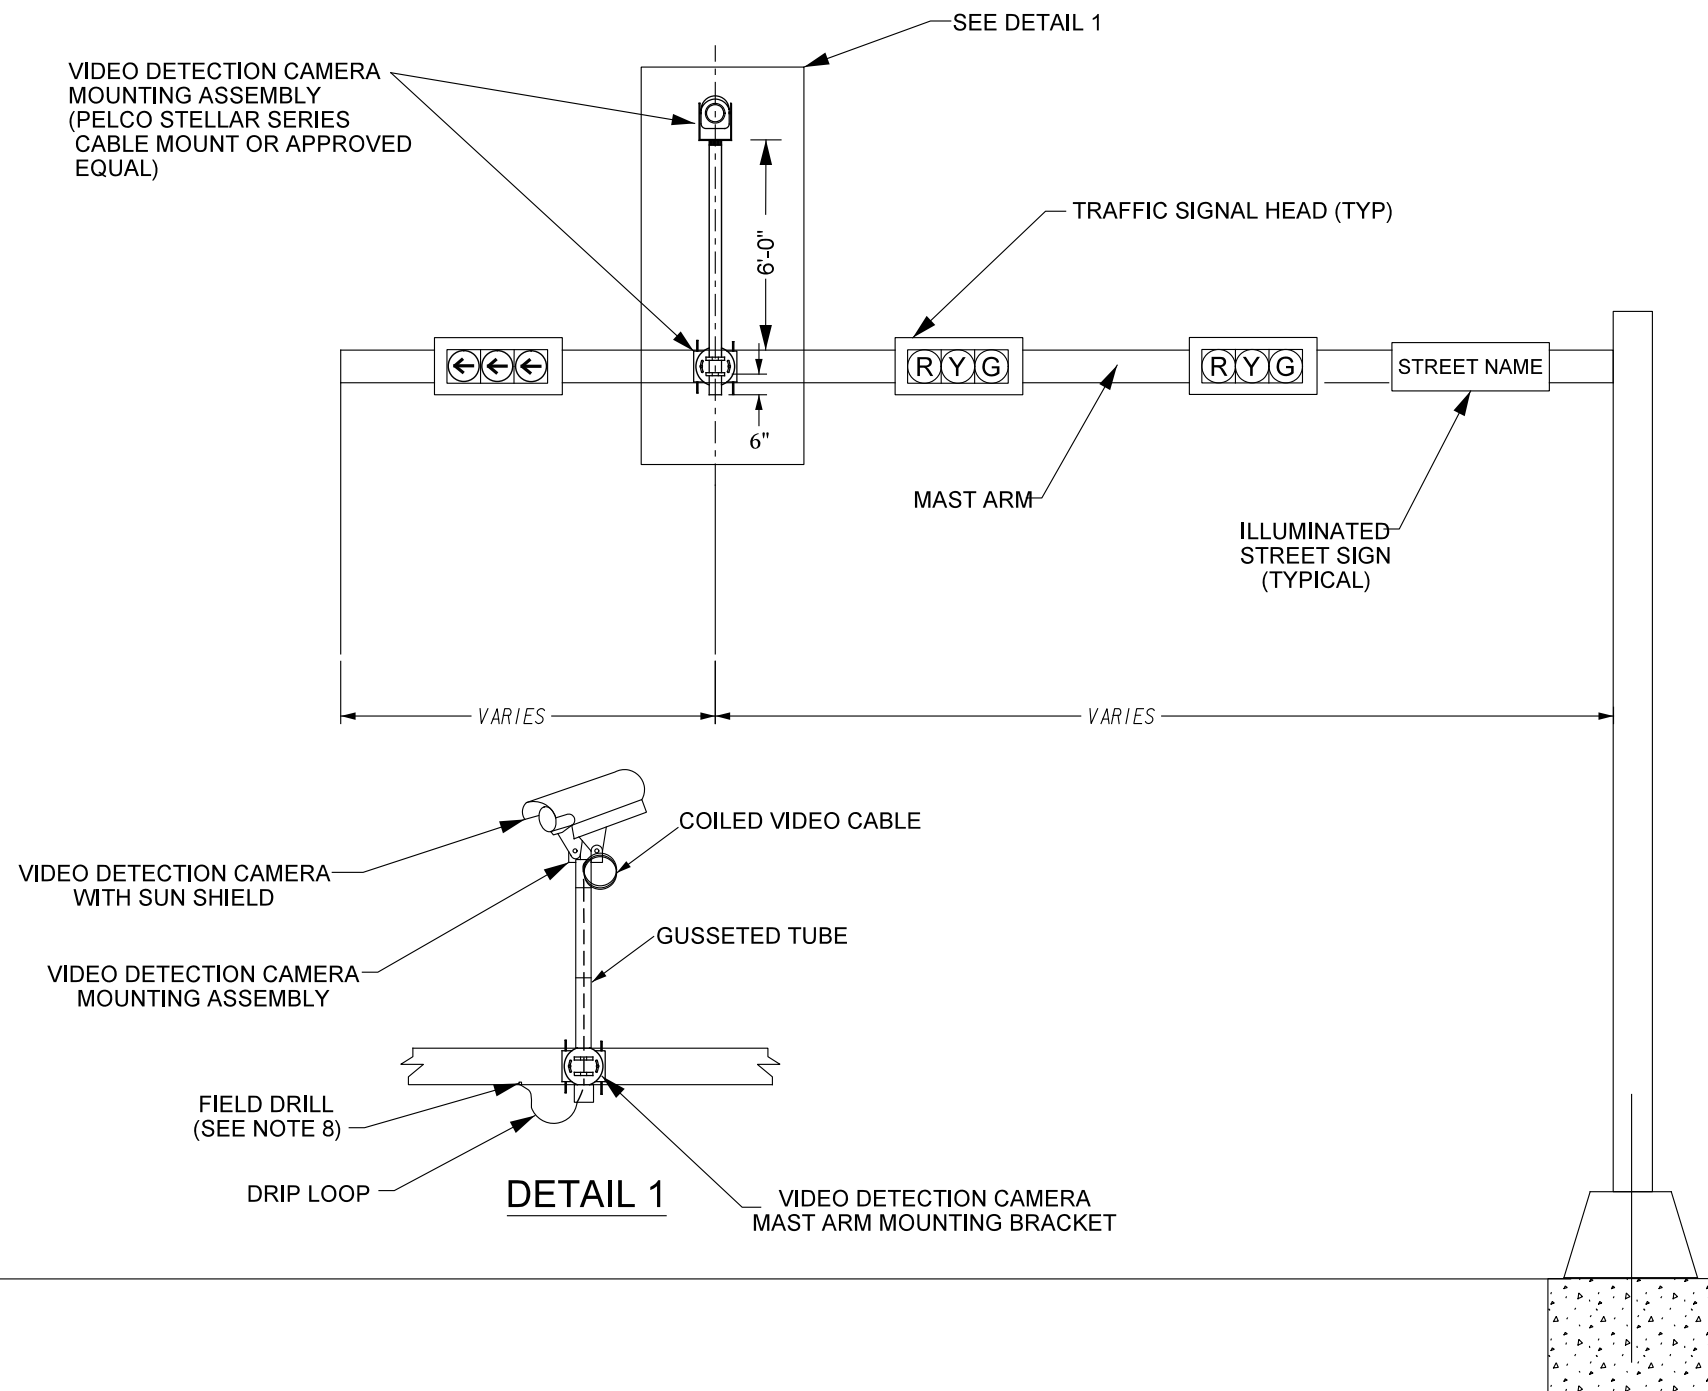 SEE DETAIL 1
VIDEO DETECTION CAMERA
MOUNTING ASSEMBLY
(PELCO STELLAR SERIES
CABLE MOUNT OR APPROVED
EQUAL)
TRAFFIC SIGNAL HEAD (TYP)
6'-0"
R Y G
R Y G
STREET NAME
6"
MAST ARM
ILLUMINATED
STREET SIGN
(TYPICAL)
VARIES
VARIES
COILED VIDEO CABLE
VIDEO DETECTION CAMERA
WITH SUN SHIELD
GUSSETED TUBE
VIDEO DETECTION CAMERA
MOUNTING ASSEMBLY
FIELD DRILL
(SEE NOTE 8)
DRIP LOOP
DETAIL 1
VIDEO DETECTION CAMERA
MAST ARM MOUNTING BRACKET